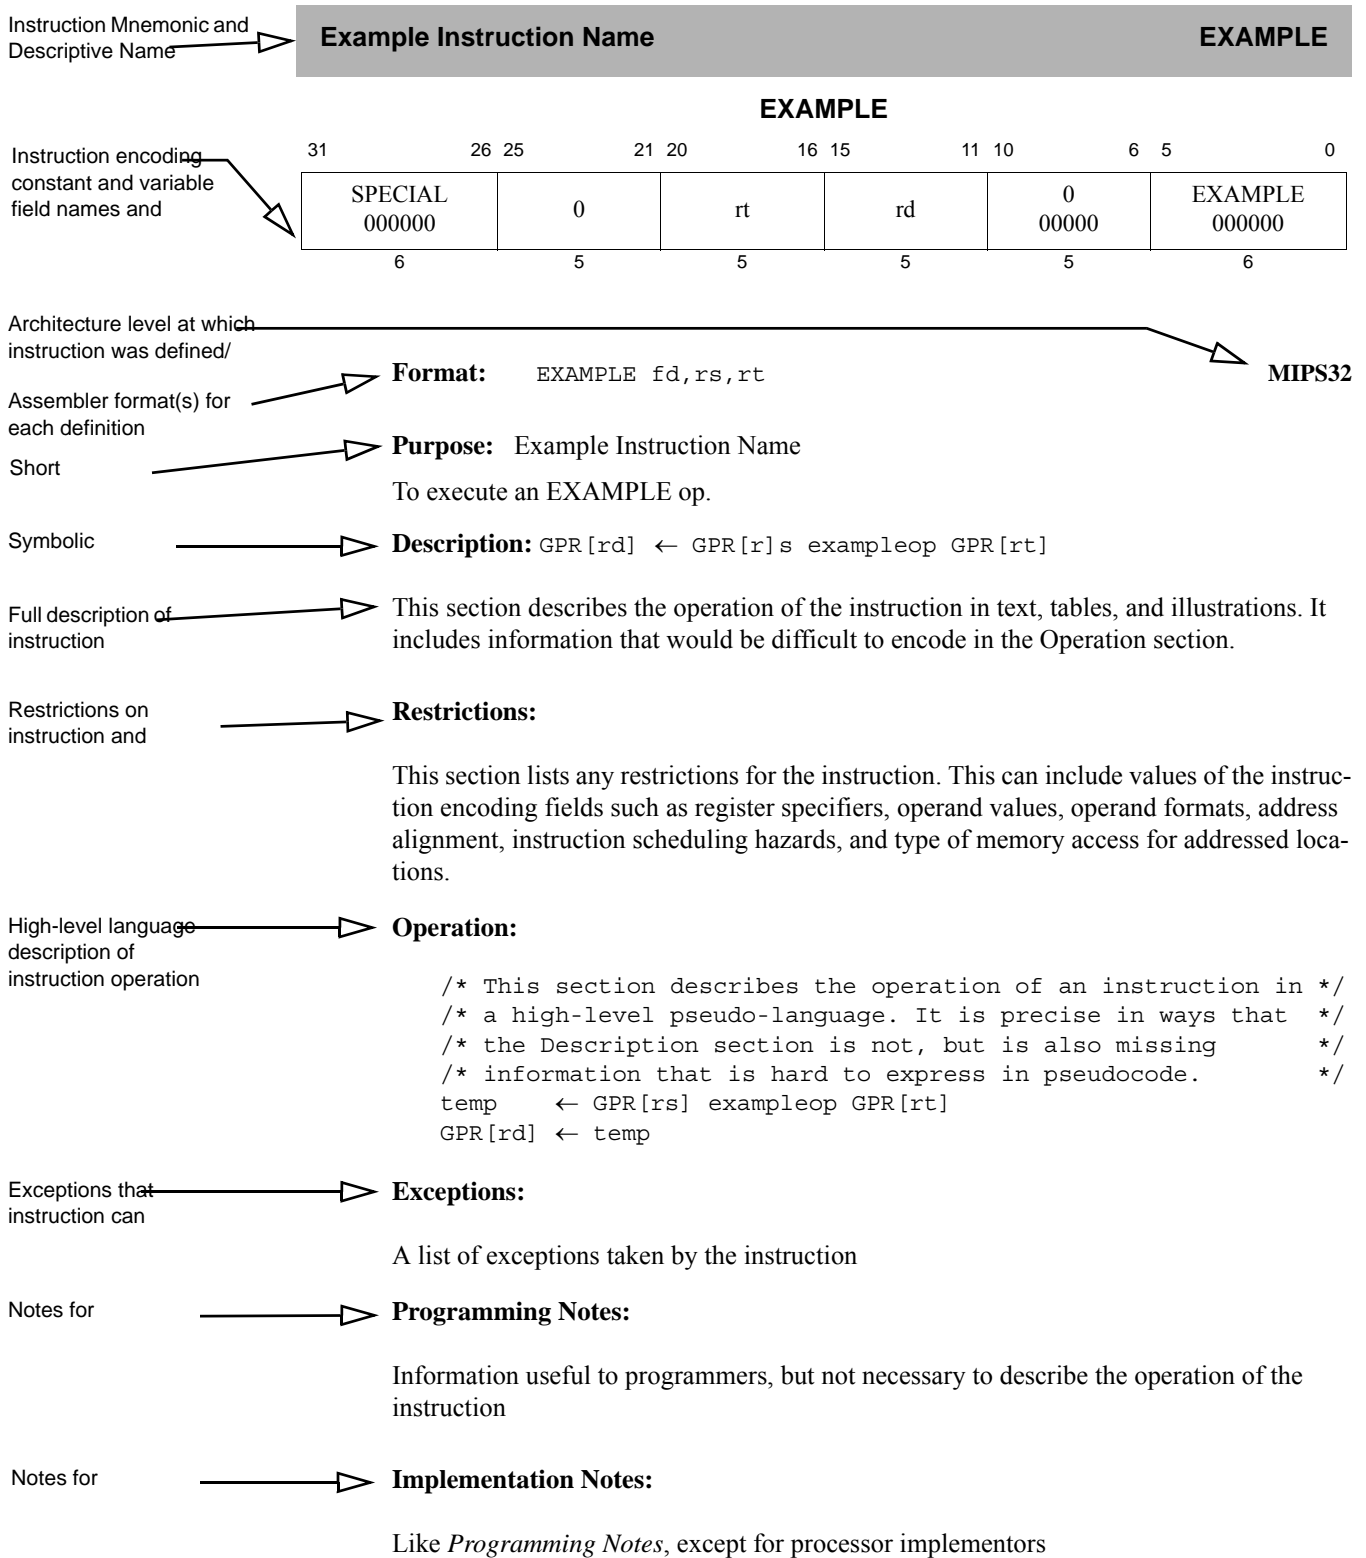 Instruction Mnemonic and
Descriptive Name
Example Instruction Name EXAMPLE
EXAMPLE
31 26 25 21 20 16 15 11 10 6 5 0
Instruction encoding
constant and variable
field names and
SPECIAL
000000
0
rt
rd
0
00000
EXAMPLE
000000
6 5 5 5 5 6
Architecture level at which
instruction was defined/
Format: EXAMPLE fd,rs,rt MIPS32
Assembler format(s) for
each definition
Purpose: Example Instruction Name
Short
To execute an EXAMPLE op.
Symbolic
Description: GPR[rd] ← GPR[r]s exampleop GPR[rt]
Full description of
instruction
This section describes the operation of the instruction in text, tables, and illustrations. It
includes information that would be difficult to encode in the Operation section.
Restrictions on
instruction and
Restrictions:
This section lists any restrictions for the instruction. This can include values of the instruc-
tion encoding fields such as register specifiers, operand values, operand formats, address
alignment, instruction scheduling hazards, and type of memory access for addressed loca-
tions.
High-level language
description of
instruction operation
Operation:
/* This section describes the operation of an instruction in */
/* a high-level pseudo-language. It is precise in ways that */
/* the Description section is not, but is also missing */
/* information that is hard to express in pseudocode. */
temp ← GPR[rs] exampleop GPR[rt]
GPR[rd] ← temp
Exceptions that
instruction can
Exceptions:
A list of exceptions taken by the instruction
Notes for
Programming Notes:
Information useful to programmers, but not necessary to describe the operation of the
instruction
Notes for
Implementation Notes:
Like Programming Notes, except for processor implementors